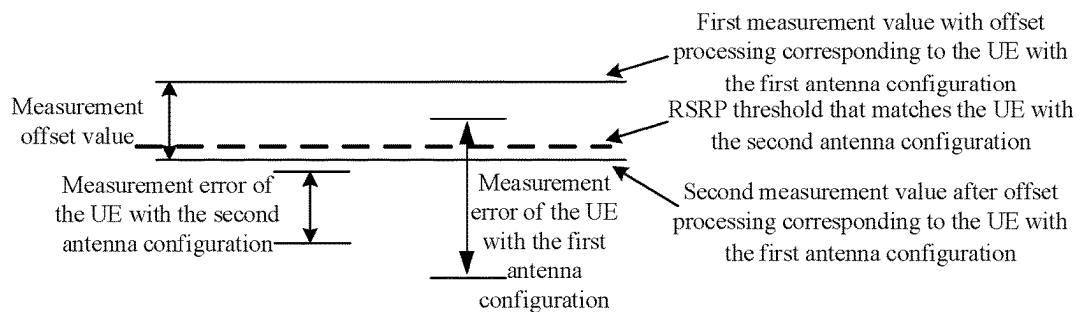 First measurement value with offset
processing corresponding to the UE with
the first antenna configuration
Measurement
offset value
RSRP threshold that matches the UE with
the second antenna configuration
Measurement error of
the UE with the second
antenna configuration
Measurement
error of the UE
with the first
antenna
configuration
Second measurement value after offset
processing corresponding to the UE with
the first antenna configuration